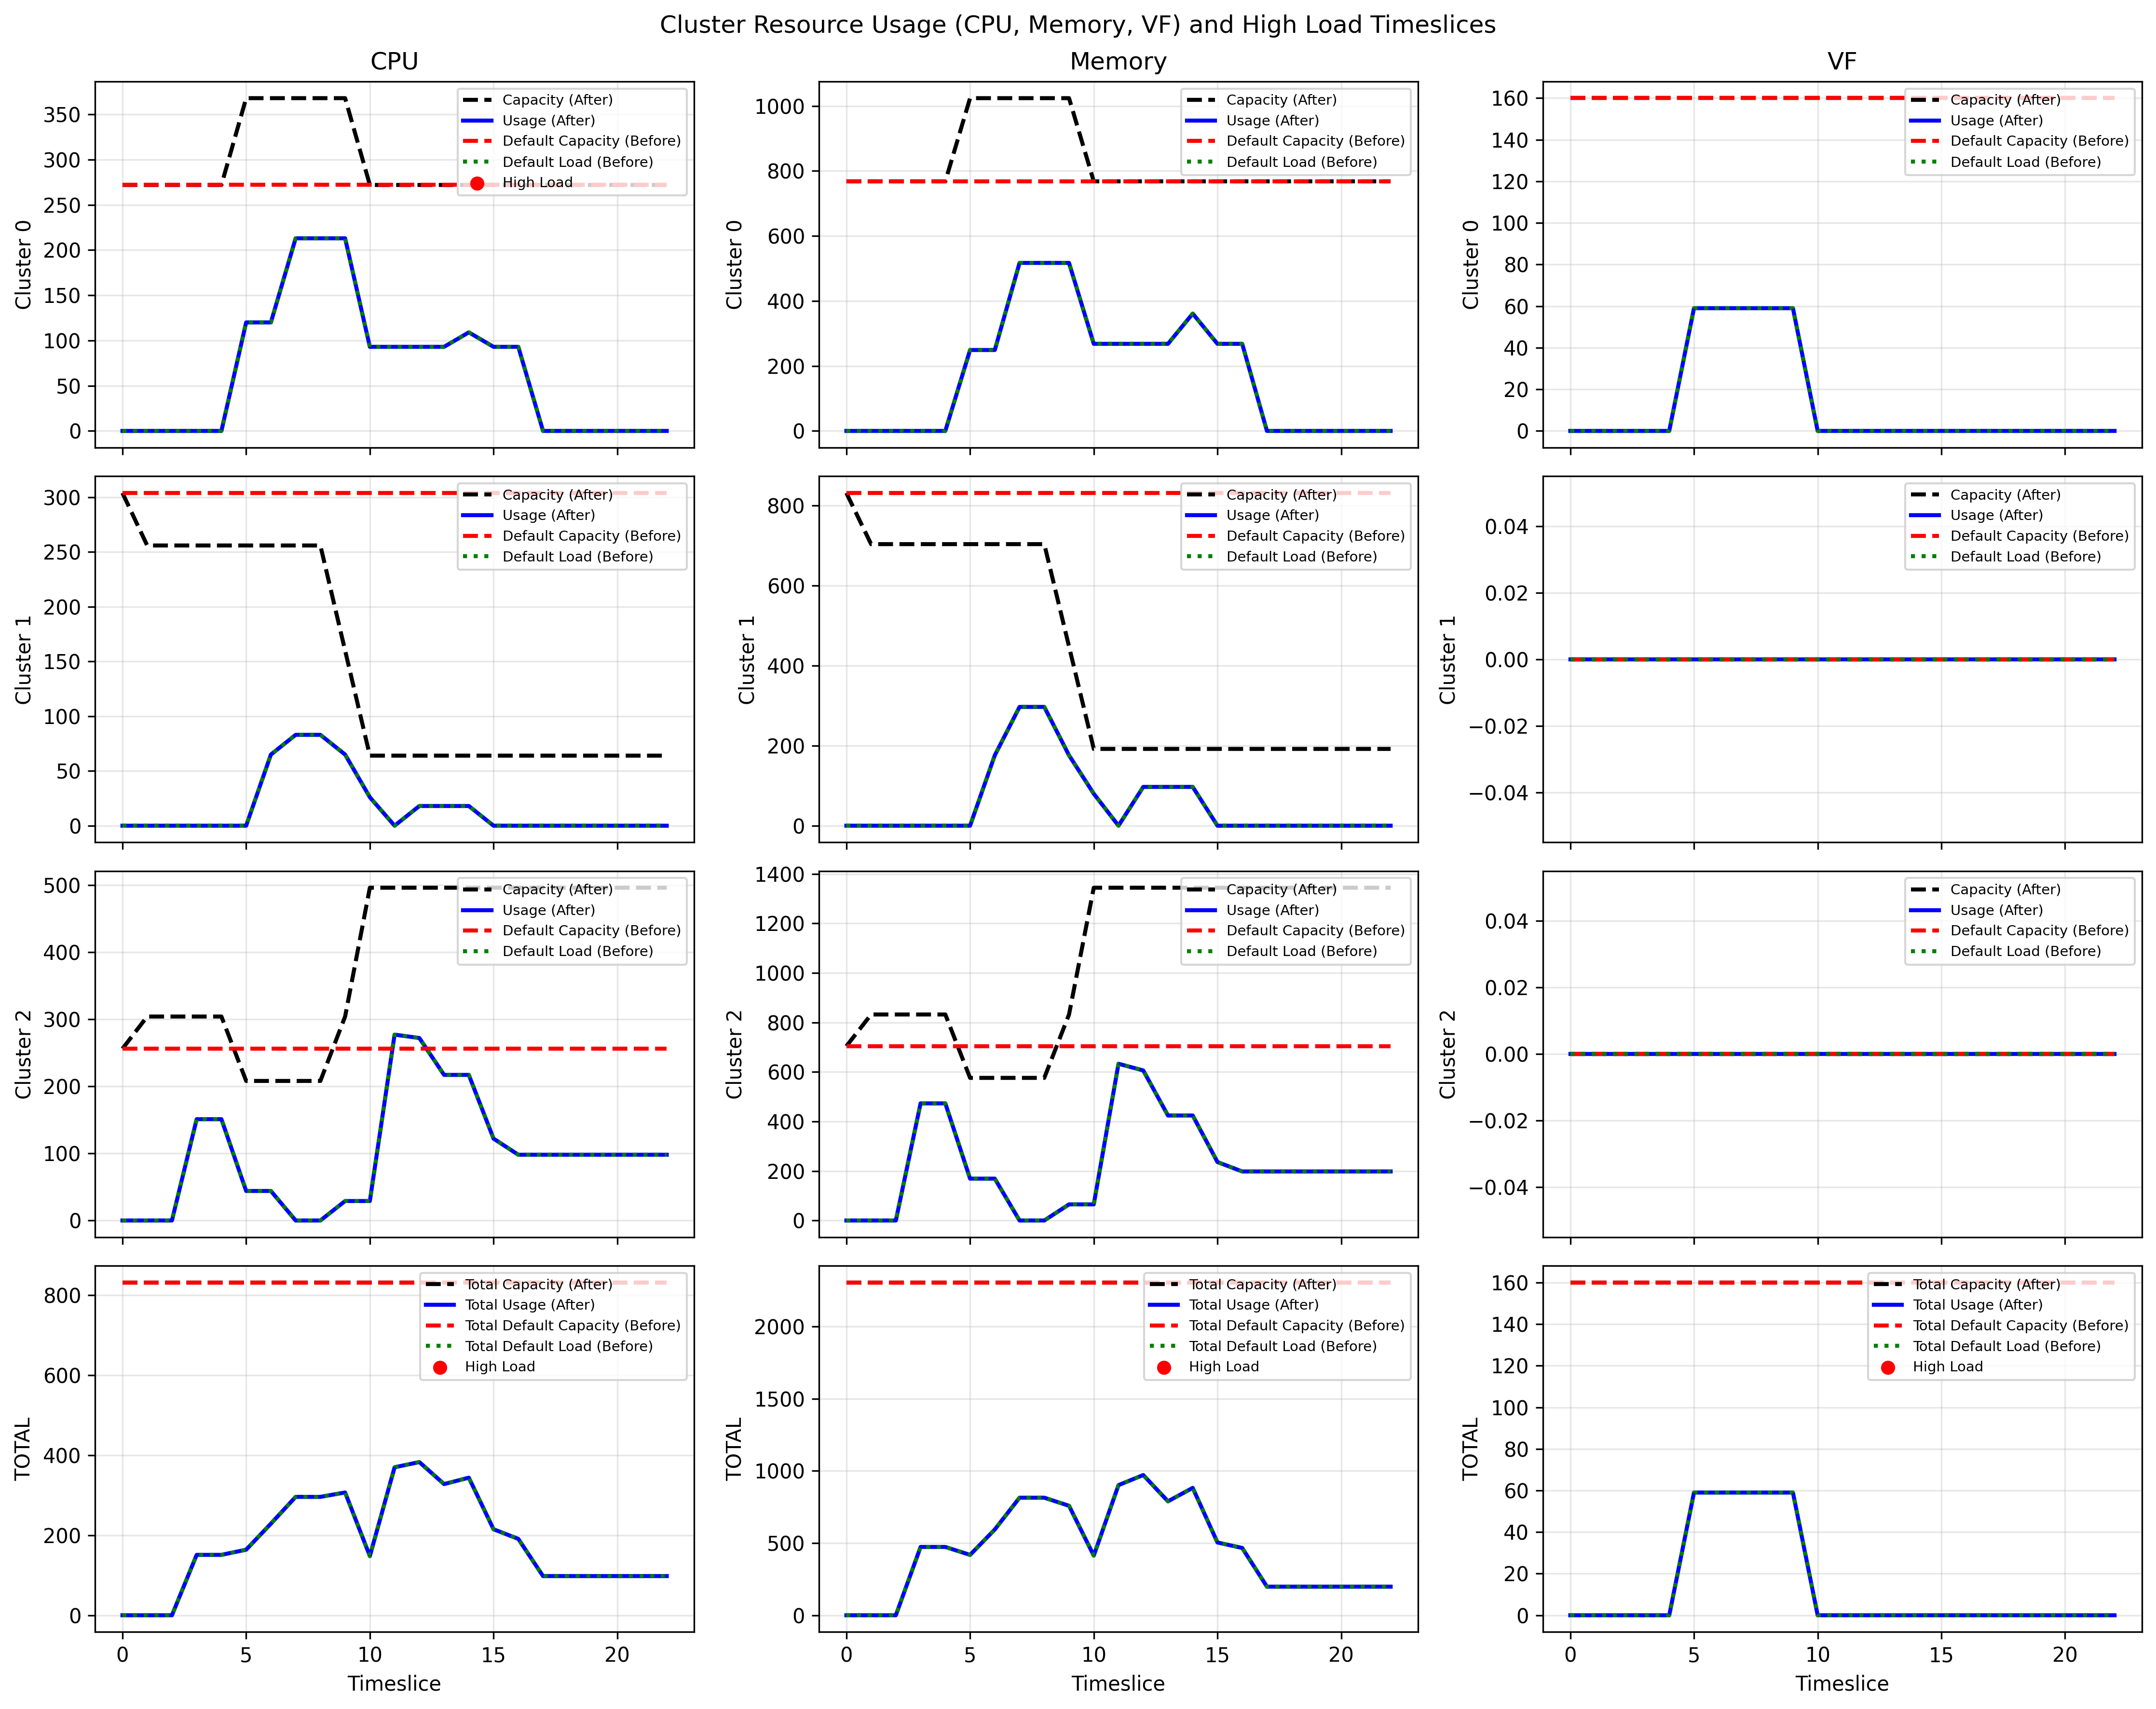 Cluster Resource Usage (CPU, Memory, VF) and High Load Timeslices
CPU
Cluster 0
350
300
250
200
150
100
50
0
Capacity (After)
Usage (After)
Default Capacity (Before)
Default Load (Before)
High Load
Memory
Cluster 0
1000
800
600
400
200
0
Capacity (After)
Usage (After)
Default Capacity (Before)
Default Load (Before)
VF
Cluster 0
160
140
120
100
80
60
40
20
0
Capacity (After)
Usage (After)
Default Capacity (Before)
Default Load (Before)
Cluster 1
300
250
200
150
100
50
0
Capacity (After)
Usage (After)
Default Capacity (Before)
Default Load (Before)
Cluster 1
800
600
400
200
0
Capacity (After)
Usage (After)
Default Capacity (Before)
Default Load (Before)
Cluster 1
0.04
0.02
0.00
−0.02
−0.04
Capacity (After)
Usage (After)
Default Capacity (Before)
Default Load (Before)
Cluster 2
500
400
300
200
100
0
Capacity (After)
Usage (After)
Default Capacity (Before)
Default Load (Before)
Cluster 2
1400
1200
1000
800
600
400
200
0
Capacity (After)
Usage (After)
Default Capacity (Before)
Default Load (Before)
Cluster 2
0.04
0.02
0.00
−0.02
−0.04
Capacity (After)
Usage (After)
Default Capacity (Before)
Default Load (Before)
TOTAL
800
600
400
200
0
Total Capacity (After)
Total Usage (After)
Total Default Capacity (Before)
Total Default Load (Before)
High Load
0 5 10 15 20
Timeslice
TOTAL
2000
1500
1000
500
0
Total Capacity (After)
Total Usage (After)
Total Default Capacity (Before)
Total Default Load (Before)
High Load
0 5 10 15 20
Timeslice
TOTAL
160
140
120
100
80
60
40
20
0
Total Capacity (After)
Total Usage (After)
Total Default Capacity (Before)
Total Default Load (Before)
High Load
0 5 10 15 20
Timeslice